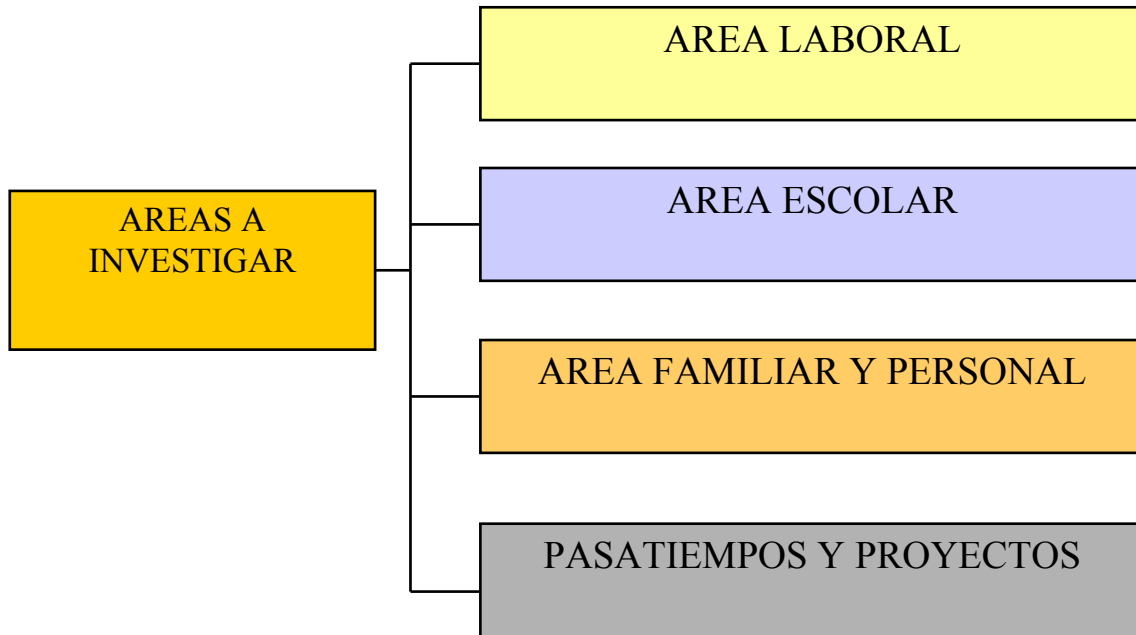 AREA LABORAL
AREA ESCOLAR
AREAS A
INVESTIGAR
AREA FAMILIAR Y PERSONAL
PASATIEMPOS Y PROYECTOS